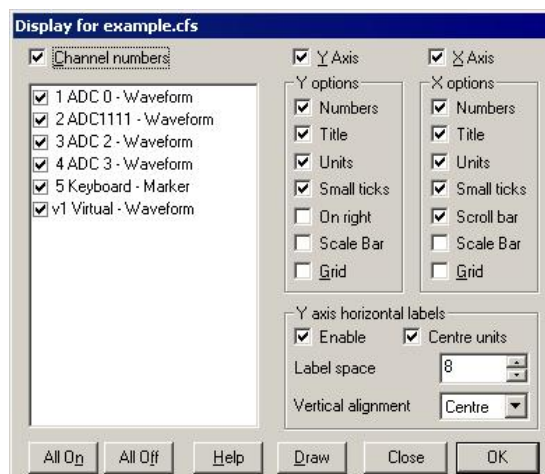 Display for example.cfs
Channel numbers
Y Axis
X Axis
1 ADC 0 - Waveform
2 ADC1111 - Waveform
3 ADC 2 - Waveform
4 ADC 3 - Waveform
5 Keyboard - Marker
v1 Virtual - Waveform
Y options
Numbers
Title
Units
Small ticks
On right
Scale Bar
Grid
X options
Numbers
Title
Units
Small ticks
Scroll bar
Scale Bar
Grid
Y axis horizontal labels
Enable
Centre units
Label space
8
Vertical alignment
Centre
All On
All Off
Help
Draw
Close
OK